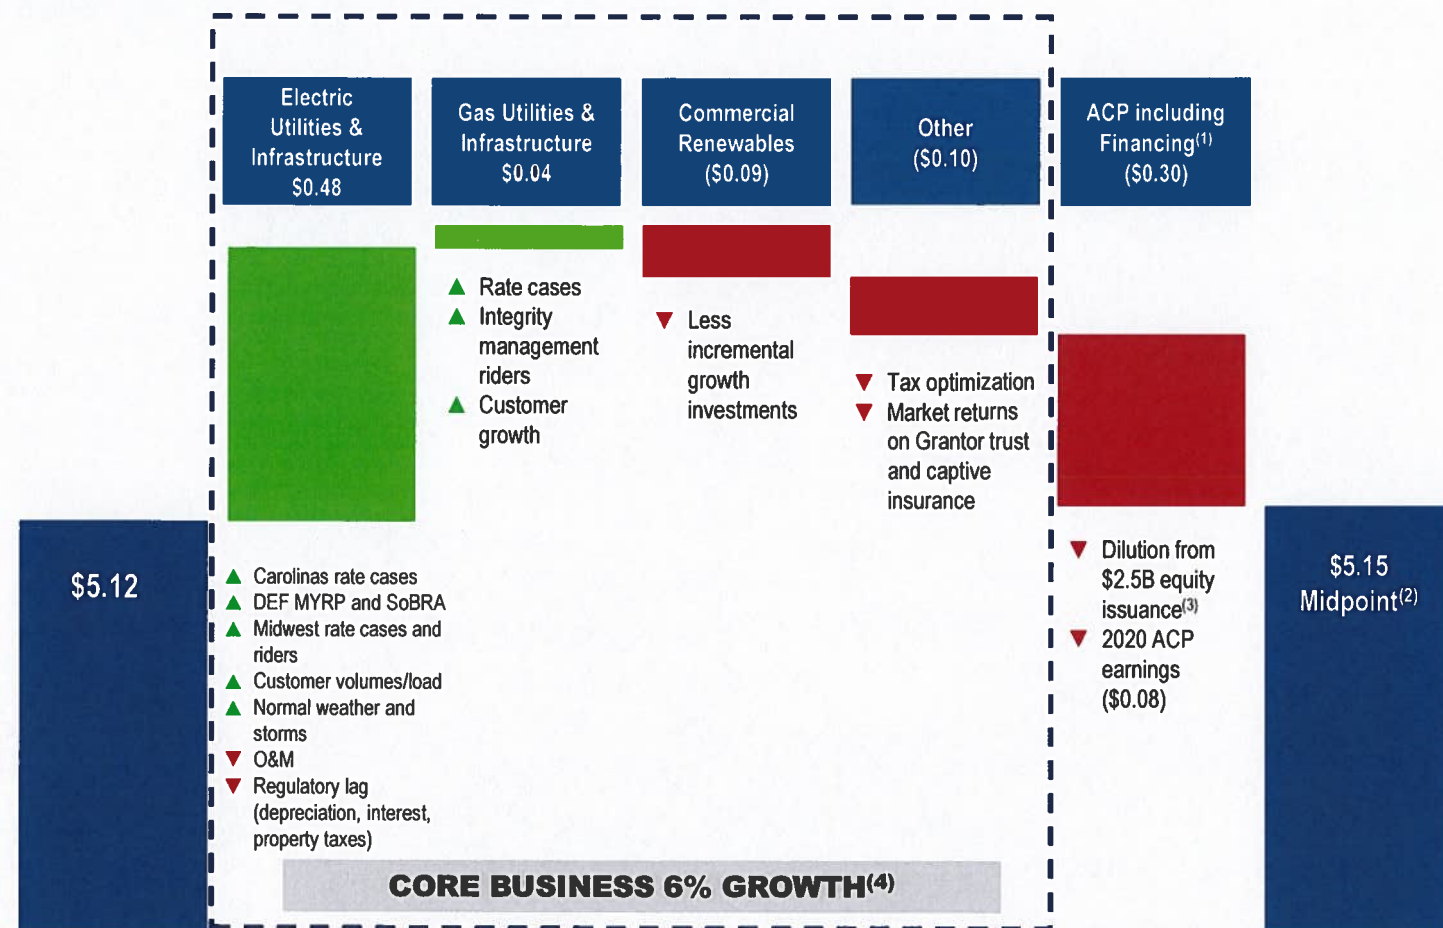 Electric
Utilities &
Infrastructure
$0.48
Gas Utilities &
Infrastructure
$0.04
Commercial
Renewables
($0.09)
Other
($0.10)
ACP including
Financing(1)
($0.30)
▲ Rate cases
▲ Integrity
management
riders
▲ Customer
growth
▼ Less
incremental
growth
investments
▼ Tax optimization
▼ Market returns
on Grantor trust
and captive
insurance
$5.12
▲ Carolinas rate cases
▲ DEF MYRP and SoBRA
▲ Midwest rate cases and
riders
▲ Customer volumes/load
▲ Normal weather and
storms
▼ O&M
▼ Regulatory lag
(depreciation, interest,
property taxes)
▼ Dilution from
$2.5B equity
issuance(3)
▼ 2020 ACP
earnings
($0.08)
$5.15
Midpoint(2)
CORE BUSINESS 6% GROWTH(4)